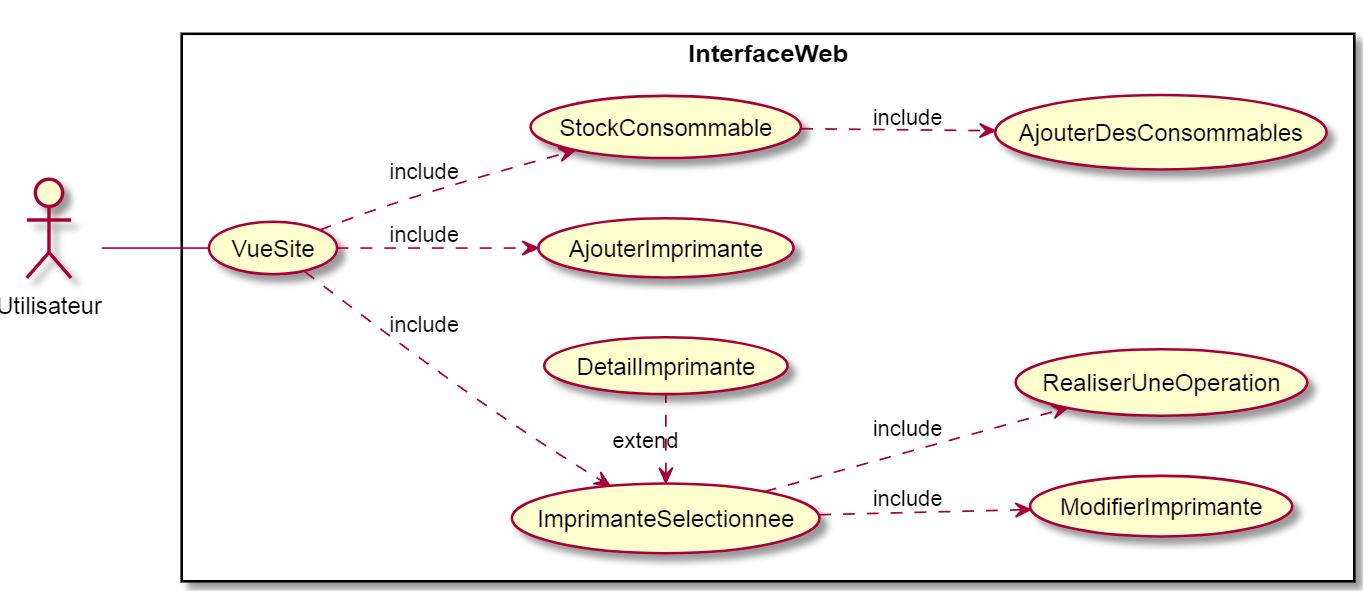 InterfaceWeb
StockConsommable
include
AjouterDesConsommables
include
Utilisateur
VueSite
include
AjouterImprimante
include
DetailImprimante
RealiserUneOperation
extend
include
ImprimanteSelectionnee
include
ModifierImprimante